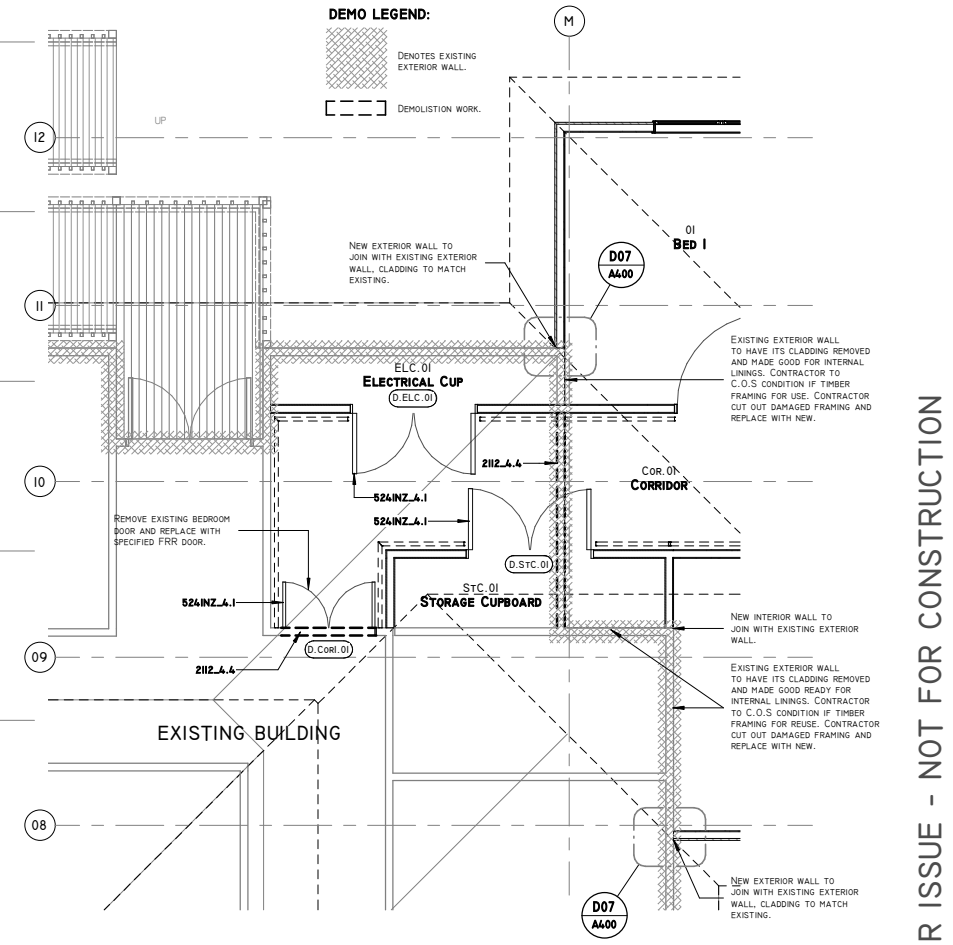 DEMO LEGEND:
DENOTES EXISTING
EXTERIOR WALL.
DEMOLISTION WORK.
M
UP
12
11
10
09
08
NEW EXTERIOR WALL TO
JOIN WITH EXISTING EXTERIOR
WALL, CLADDING TO MATCH
EXISTING.
D07
A400
01
BED 1
ELC.01
ELECTRICAL CUP
D.ELC.01
EXISTING EXTERIOR WALL
TO HAVE ITS CLADDING REMOVED
AND MADE GOOD FOR INTERNAL
LININGS. CONTRACTOR TO
C.O.S CONDITION IF TIMBER
FRAMING FOR USE. CONTRACTOR
CUT OUT DAMAGED FRAMING AND
REPLACE WITH NEW.
2112_4.4
COR.01
CORRIDOR
5241NZ_4.1
5241NZ_4.1
REMOVE EXISTING BEDROOM
DOOR AND REPLACE WITH
SPECIFIED FRR DOOR.
D.STC.01
STC.01
STORAGE CUPBOARD
5241NZ_4.1
D.COR1.01
2112_4.4
NEW INTERIOR WALL TO
JOIN WITH EXISTING EXTERIOR
WALL.
EXISTING EXTERIOR WALL
TO HAVE ITS CLADDING REMOVED
AND MADE GOOD READY FOR
INTERNAL LININGS. CONTRACTOR
TO C.O.S CONDITION IF TIMBER
FRAMING FOR REUSE. CONTRACTOR
CUT OUT DAMAGED FRAMING AND
REPLACE WITH NEW.
EXISTING BUILDING
NEW EXTERIOR WALL TO
JOIN WITH EXISTING EXTERIOR
WALL, CLADDING TO MATCH
EXISTING.
D07
A400
R ISSUE - NOT FOR CONSTRUCTION